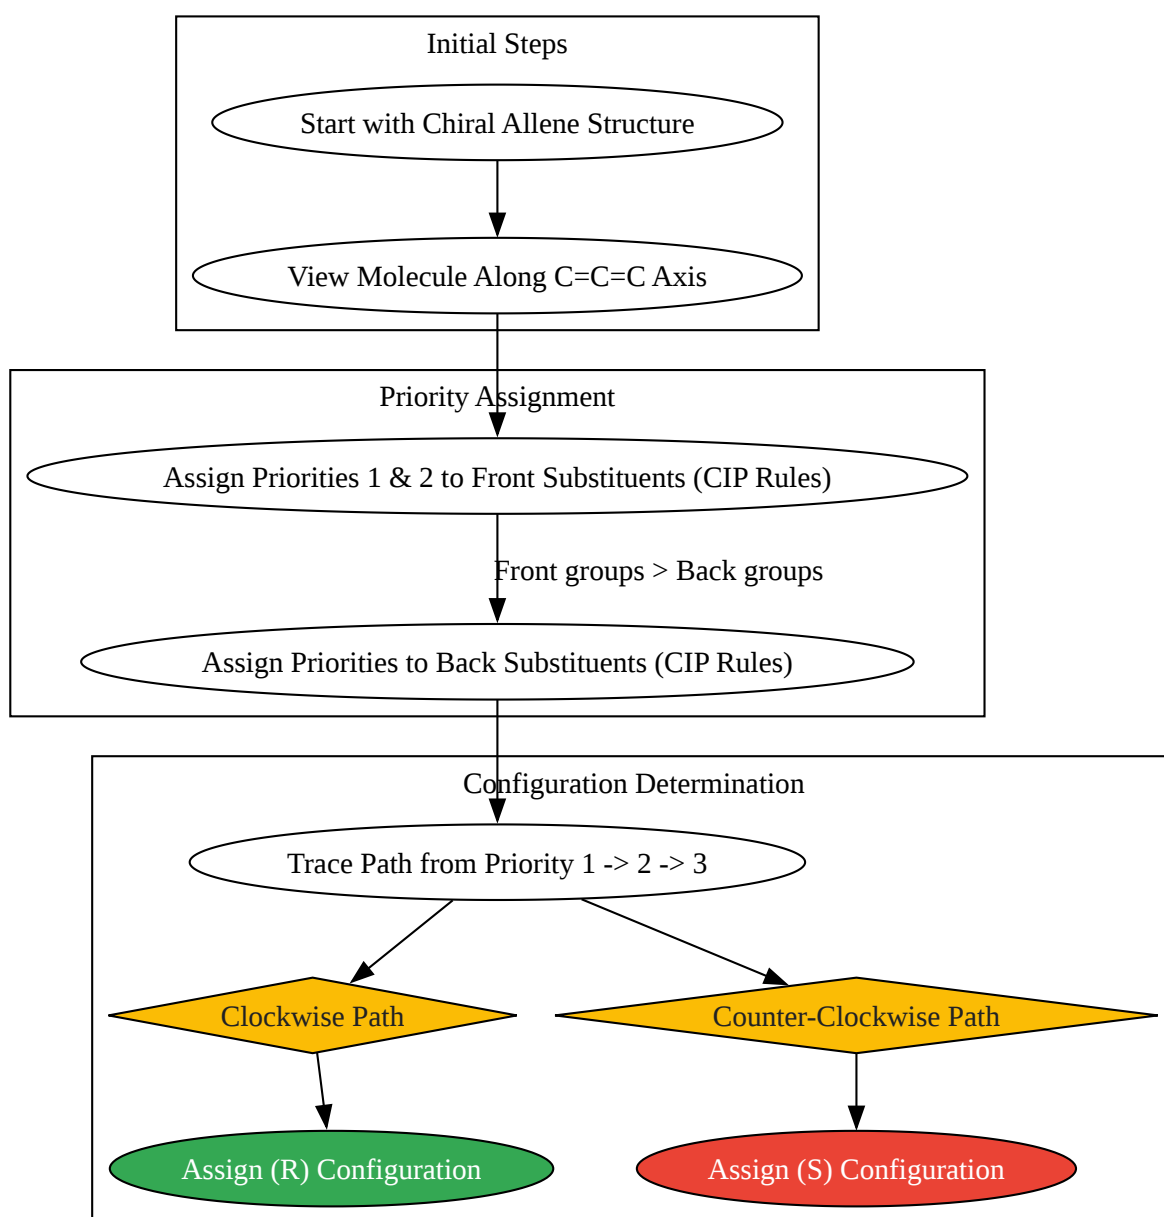 Initial Steps
Start with Chiral Allene Structure
View Molecule Along C=C=C Axis
Priority Assignment
Assign Priorities 1 & 2 to Front Substituents (CIP Rules)
Front groups > Back groups
Assign Priorities to Back Substituents (CIP Rules)
Configuration Determination
Trace Path from Priority 1 -> 2 -> 3
Clockwise Path
Counter-Clockwise Path
Assign (R) Configuration
Assign (S) Configuration